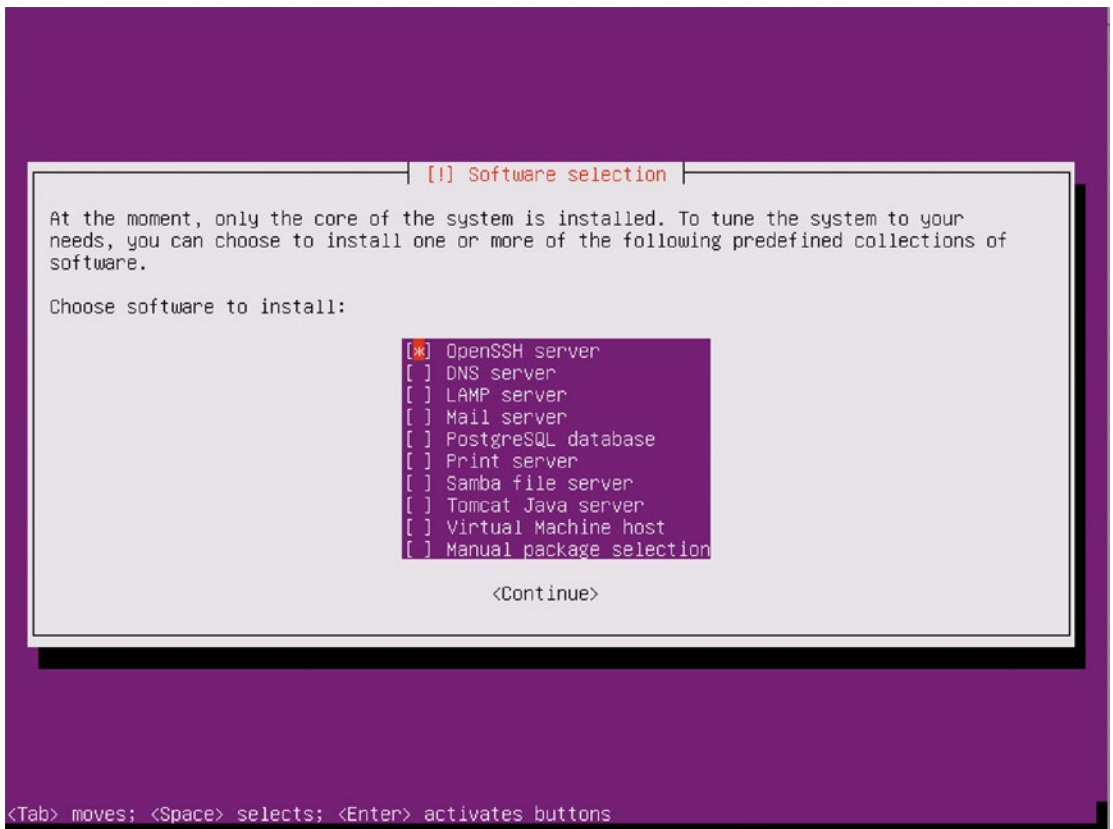 [!] Software selection
At the moment, only the core of the system is installed. To tune the system to your
needs, you can choose to install one or more of the following predefined collections of
software.
Choose software to install:
[*] OpenSSH server
[ ] DNS server
[ ] LAMP server
[ ] Mail server
[ ] PostgreSQL database
[ ] Print server
[ ] Samba file server
[ ] Tomcat Java server
[ ] Virtual Machine host
[ ] Manual package selection
<Continue>
<Tab> moves; <Space> selects; <Enter> activates buttons